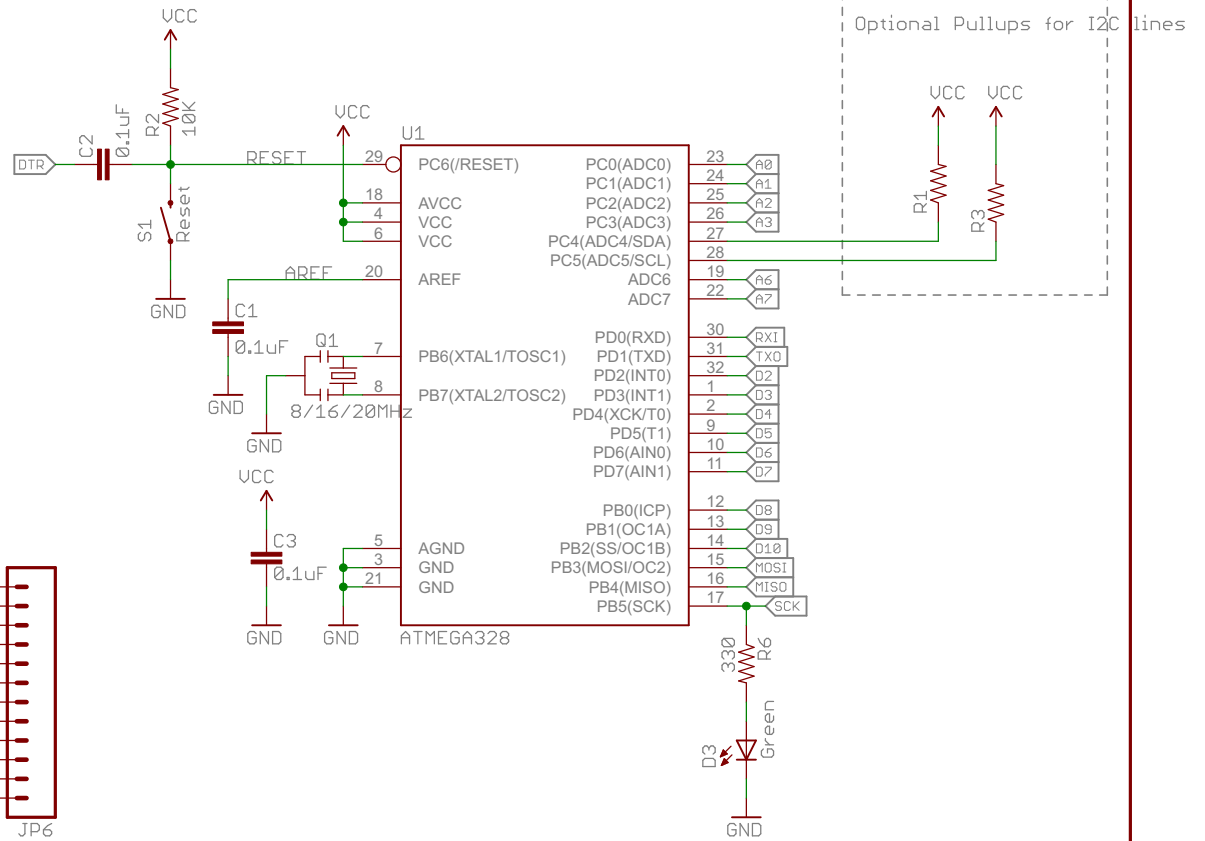 VCC
Optional Pullups for I2C lines
VCC
VCC
R2
10K
C2
0.1uF
DTR
RESET
S1
Reset
GND
VCC
U1
29
18
4
6
20
7
8
5
3
21
PC6(/RESET)
AVCC
VCC
VCC
AREF
PB6(XTAL1/TOSC1)
PB7(XTAL2/TOSC2)
AGND
GND
GND
PC0(ADC0) 23 A0
PC1(ADC1) 24 A1
PC2(ADC2) 25 A2
PC3(ADC3) 26 A3
PC4(ADC4/SDA) 27
PC5(ADC5/SCL) 28
ADC6 19 A6
ADC7 22 A7
PD0(RXD) 30 RXI
PD1(TXD) 31 TXO
PD2(INT0) 32 D2
PD3(INT1) 1 D3
PD4(XCK/T0) 2 D4
PD5(T1) 9 D5
PD6(AIN0) 10 D6
PD7(AIN1) 11 D7
PB0(ICP) 12 D8
PB1(OC1A) 13 D9
PB2(SS/OC1B) 14 D10
PB3(MOSI/OC2) 15 MOSI
PB4(MISO) 16 MISO
PB5(SCK) 17 SCK
ATMEGA328
R1
R3
AREF
C1
0.1uF
GND
Q1
8/16/20MHz
GND
VCC
C3
0.1uF
GND
GND
330
R6
D3
Green
GND
JP6